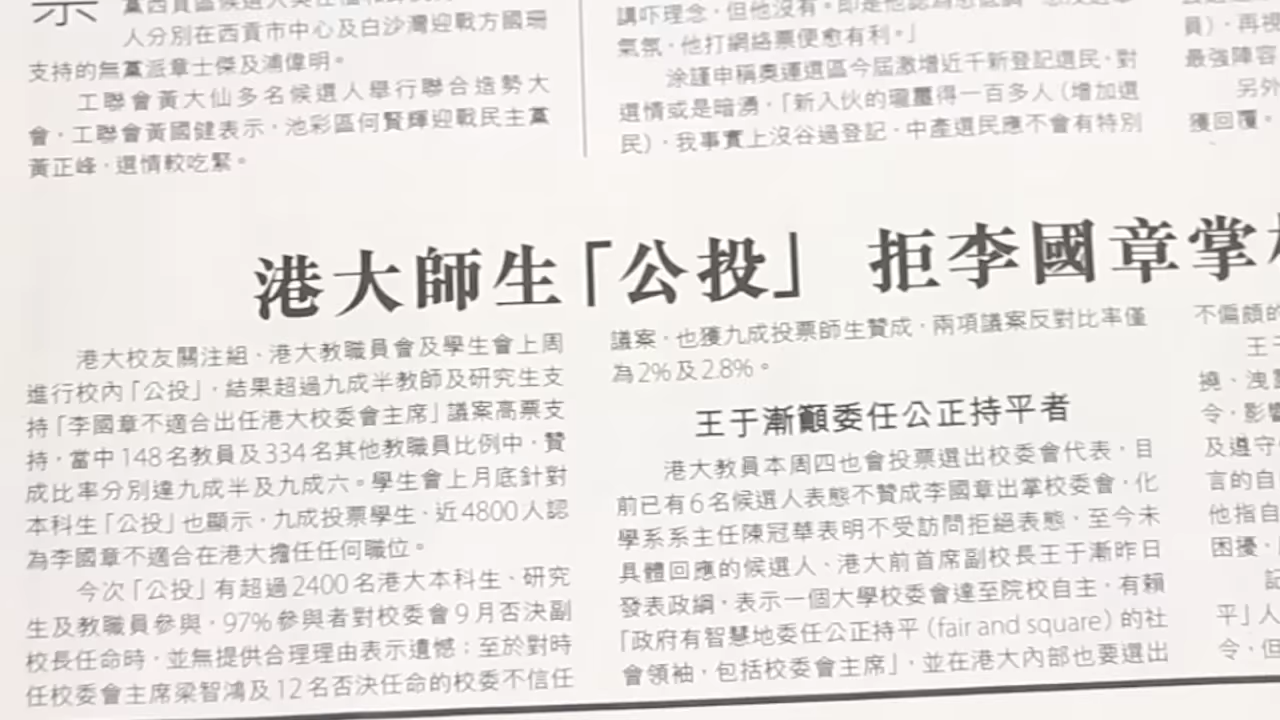 人分別在西貢市中心及白沙灣迎戰方國珊
支持的無黨派章士傑及浦偉明。
工聯會黃大仙多名候選人舉行聯合造勢大
會，工聯會黃國健表示，池彩區何賢輝迎戰民主黨
黃正峰，選情較吃緊。
氣氛，他打網絡票便愈有利。」
涂謹申稱奧運選區今屆激增近千新登記選民，對
選情或是暗湧，「新入伙的瓏璽得一百多人（增加選
民），我事實上沒谷過登記，中產選民應不會有特別
員），再視
最強陣容
另外
獲回覆。
港大師生「公投」 拒李國章掌
港大校友關注組、港大教職員會及學生會上周
進行校內「公投」，結果超過九成半教師及研究生支
持「李國章不適合出任港大校委會主席」議案高票支
持，當中148名教員及334名其他教職員比例中，贊
成比率分別達九成半及九成六。學生會上月底針對
本科生「公投」也顯示，九成投票學生、近4800人認
為李國章不適合在港大擔任任何職位。
今次「公投」有超過2400名港大本科生、研究
生及教職員參與，97%參與者對校委會9月否決副
校長任命時，並無提供合理理由表示遺憾；至於對時
任校委會主席梁智鴻及12名否決任命的校委不信任
議案，也獲九成投票師生贊成，兩項議案反對比率僅
為2%及2.8%。
王于漸籲委任公正持平者
港大教員本周四也會投票選出校委會代表，目
前已有6名候選人表態不贊成李國章出掌校委會，化
學系系主任陳冠華表明不受訪問拒絕表態，至今未
具體回應的候選人、港大前首席副校長王于漸昨日
發表政綱，表示一個大學校委會達至院校自主，有賴
「政府有智慧地委任公正持平（fair and square）的社
會領袖，包括校委會主席」，並在港大內部也要選出
不偏頗的
王于
撓、洩
令，影響
及遵守
言的自
他指自
困擾，
平」人
令，但